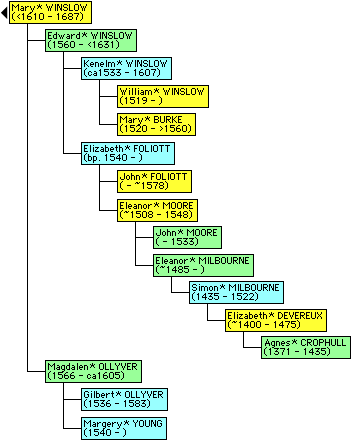 Mary* WINSLOW
(<1610 - 1687)
Edward* WINSLOW
(1560 - <1631)
Kenelm* WINSLOW
(ca1533 - 1607)
William* WINSLOW
(1519 - )
Mary* BURKE
(1520 - >1560)
Elizabeth* FOLIOTT
(bp. 1540 - )
John* FOLIOTT
( - ~1578)
Eleanor* MOORE
(~1508 - 1548)
John* MOORE
( - 1533)
Eleanor* MILBOURNE
(~1485 - )
Simon* MILBOURNE
(1435 - 1522)
Elizabeth* DEVEREUX
(~1400 - 1475)
Agnes* CROPHULL
(1371 - 1435)
Magdalen* OLLYVER
(1566 - ca1605)
Gilbert* OLLYVER
(1536 - 1583)
Margery* YOUNG
(1540 - )